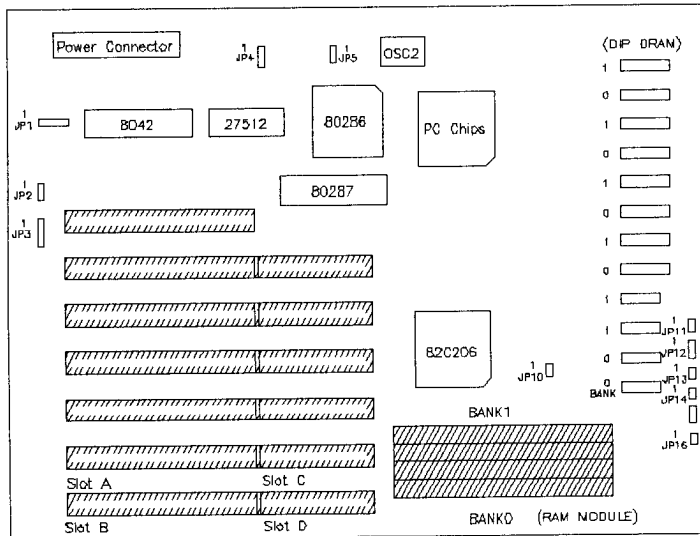 Power Connector
1
JP4
1
JP5
OSC2
(DIP DRAM)
1
0
1
JP1
8042
27512
80286
PC Chips
1
0
1
80287
1
JP2
1
JP3
0
1
0
1
82C206
1
1
JP11
1
JP12
1
JP10
0
1
JP13
0
BANK
1
JP14
BANK1
1
JP16
Slot A
Slot C
Slot B
Slot D
BANK0 (RAM MODULE)